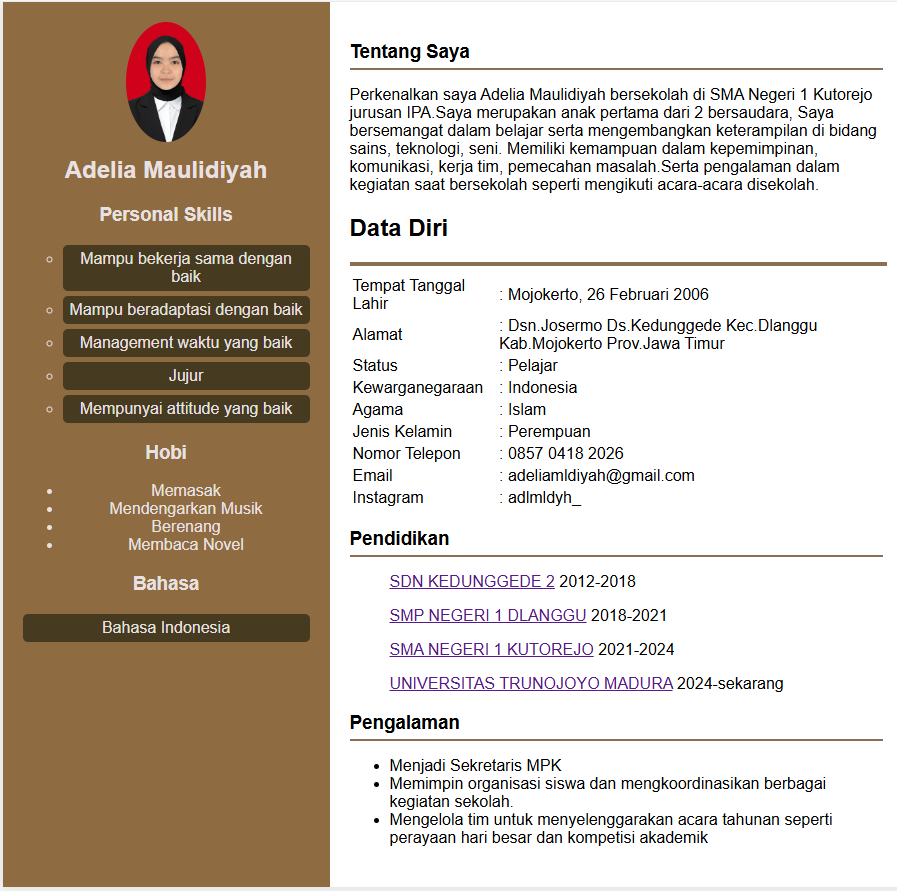 Adelia Maulidiyah
Personal Skills
Mampu bekerja sama dengan
baik
Mampu beradaptasi dengan baik
Management waktu yang baik
Jujur
Mempunyai attitude yang baik
Hobi
Memasak
Mendengarkan Musik
Berenang
Membaca Novel
Bahasa
Bahasa Indonesia
Tentang Saya
Perkenalkan saya Adelia Maulidiyah bersekolah di SMA Negeri 1 Kutorejo
jurusan IPA.Saya merupakan anak pertama dari 2 bersaudara, Saya
bersemangat dalam belajar serta mengembangkan keterampilan di bidang
sains, teknologi, seni. Memiliki kemampuan dalam kepemimpinan,
komunikasi, kerja tim, pemecahan masalah.Serta pengalaman dalam
kegiatan saat bersekolah seperti mengikuti acara-acara disekolah.
Data Diri
Tempat Tanggal
Lahir : Mojokerto, 26 Februari 2006
Alamat : Dsn.Josermo Ds.Kedunggede Kec.Dlanggu
Kab.Mojokerto Prov.Jawa Timur
Status : Pelajar
Kewarganegaraan : Indonesia
Agama : Islam
Jenis Kelamin : Perempuan
Nomor Telepon : 0857 0418 2026
Email : adeliamldiyah@gmail.com
Instagram : adlmldyh_
Pendidikan
SDN KEDUNGGEDE 2 2012-2018
SMP NEGERI 1 DLANGGU 2018-2021
SMA NEGERI 1 KUTOREJO 2021-2024
UNIVERSITAS TRUNOJOYO MADURA 2024-sekarang
Pengalaman
Menjadi Sekretaris MPK
Memimpin organisasi siswa dan mengkoordinasikan berbagai
kegiatan sekolah.
Mengelola tim untuk menyelenggarakan acara tahunan seperti
perayaan hari besar dan kompetisi akademik